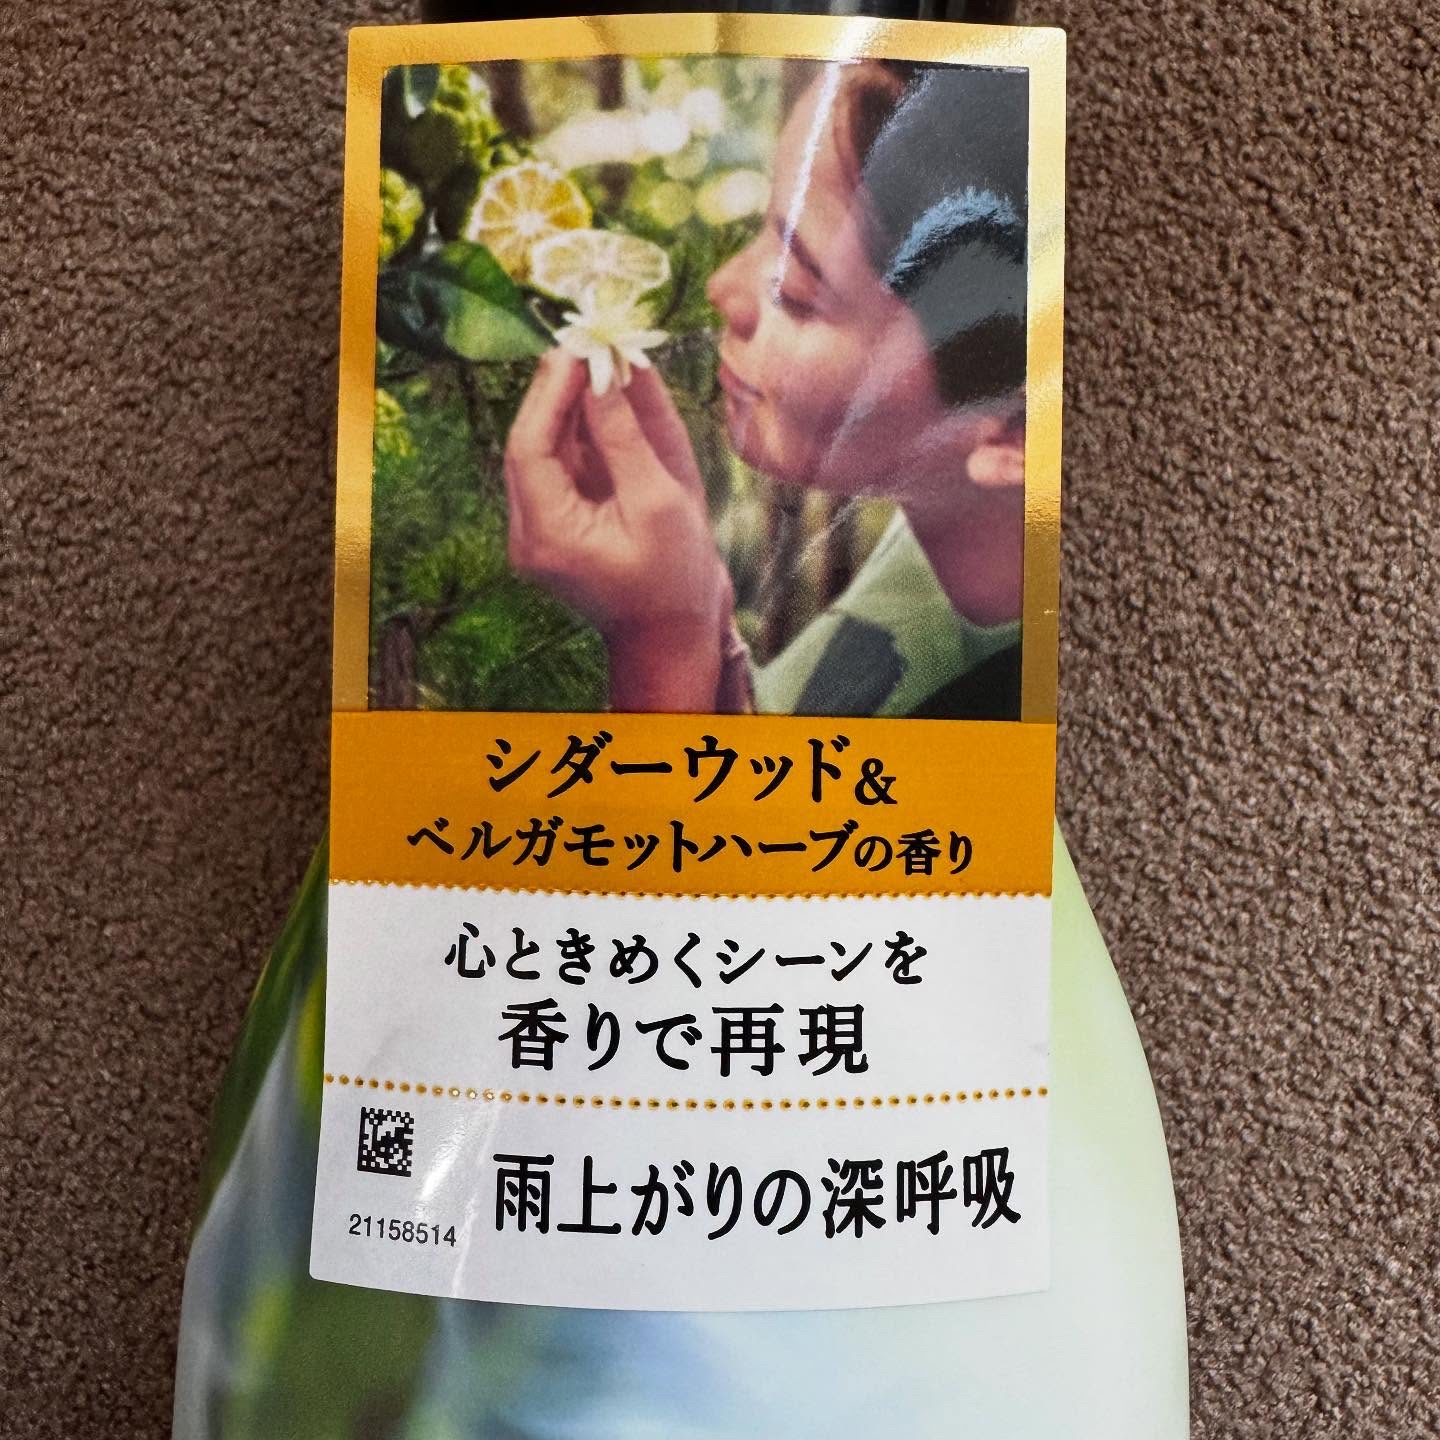 シダーウッド&
ベルガモットハーブの香り
心ときめくシーンを
香りで再現
雨上がりの深呼吸
21158514